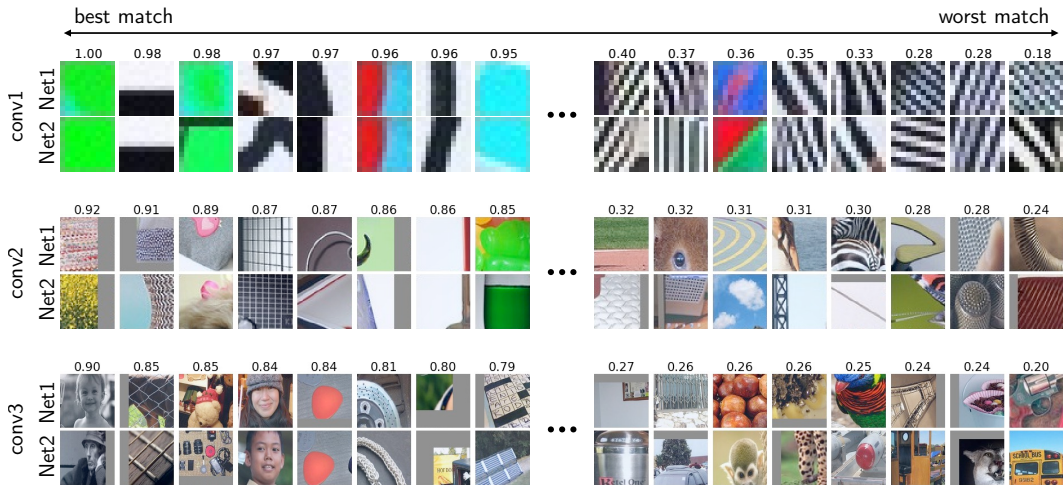 best match worst match
1.00 0.98 0.98 0.97 0.97 0.96 0.96 0.95 0.40 0.37 0.36 0.35 0.33 0.28 0.28 0.18
conv1
Net1
Net2
•••
0.92 0.91 0.89 0.87 0.87 0.86 0.86 0.85 0.32 0.32 0.31 0.31 0.30 0.28 0.28 0.24
conv2
Net1
Net2
•••
0.90 0.85 0.85 0.84 0.84 0.81 0.80 0.79 0.27 0.26 0.26 0.26 0.25 0.24 0.24 0.20
conv3
Net1
Net2
•••
Ketel One
SCHOOL BUS